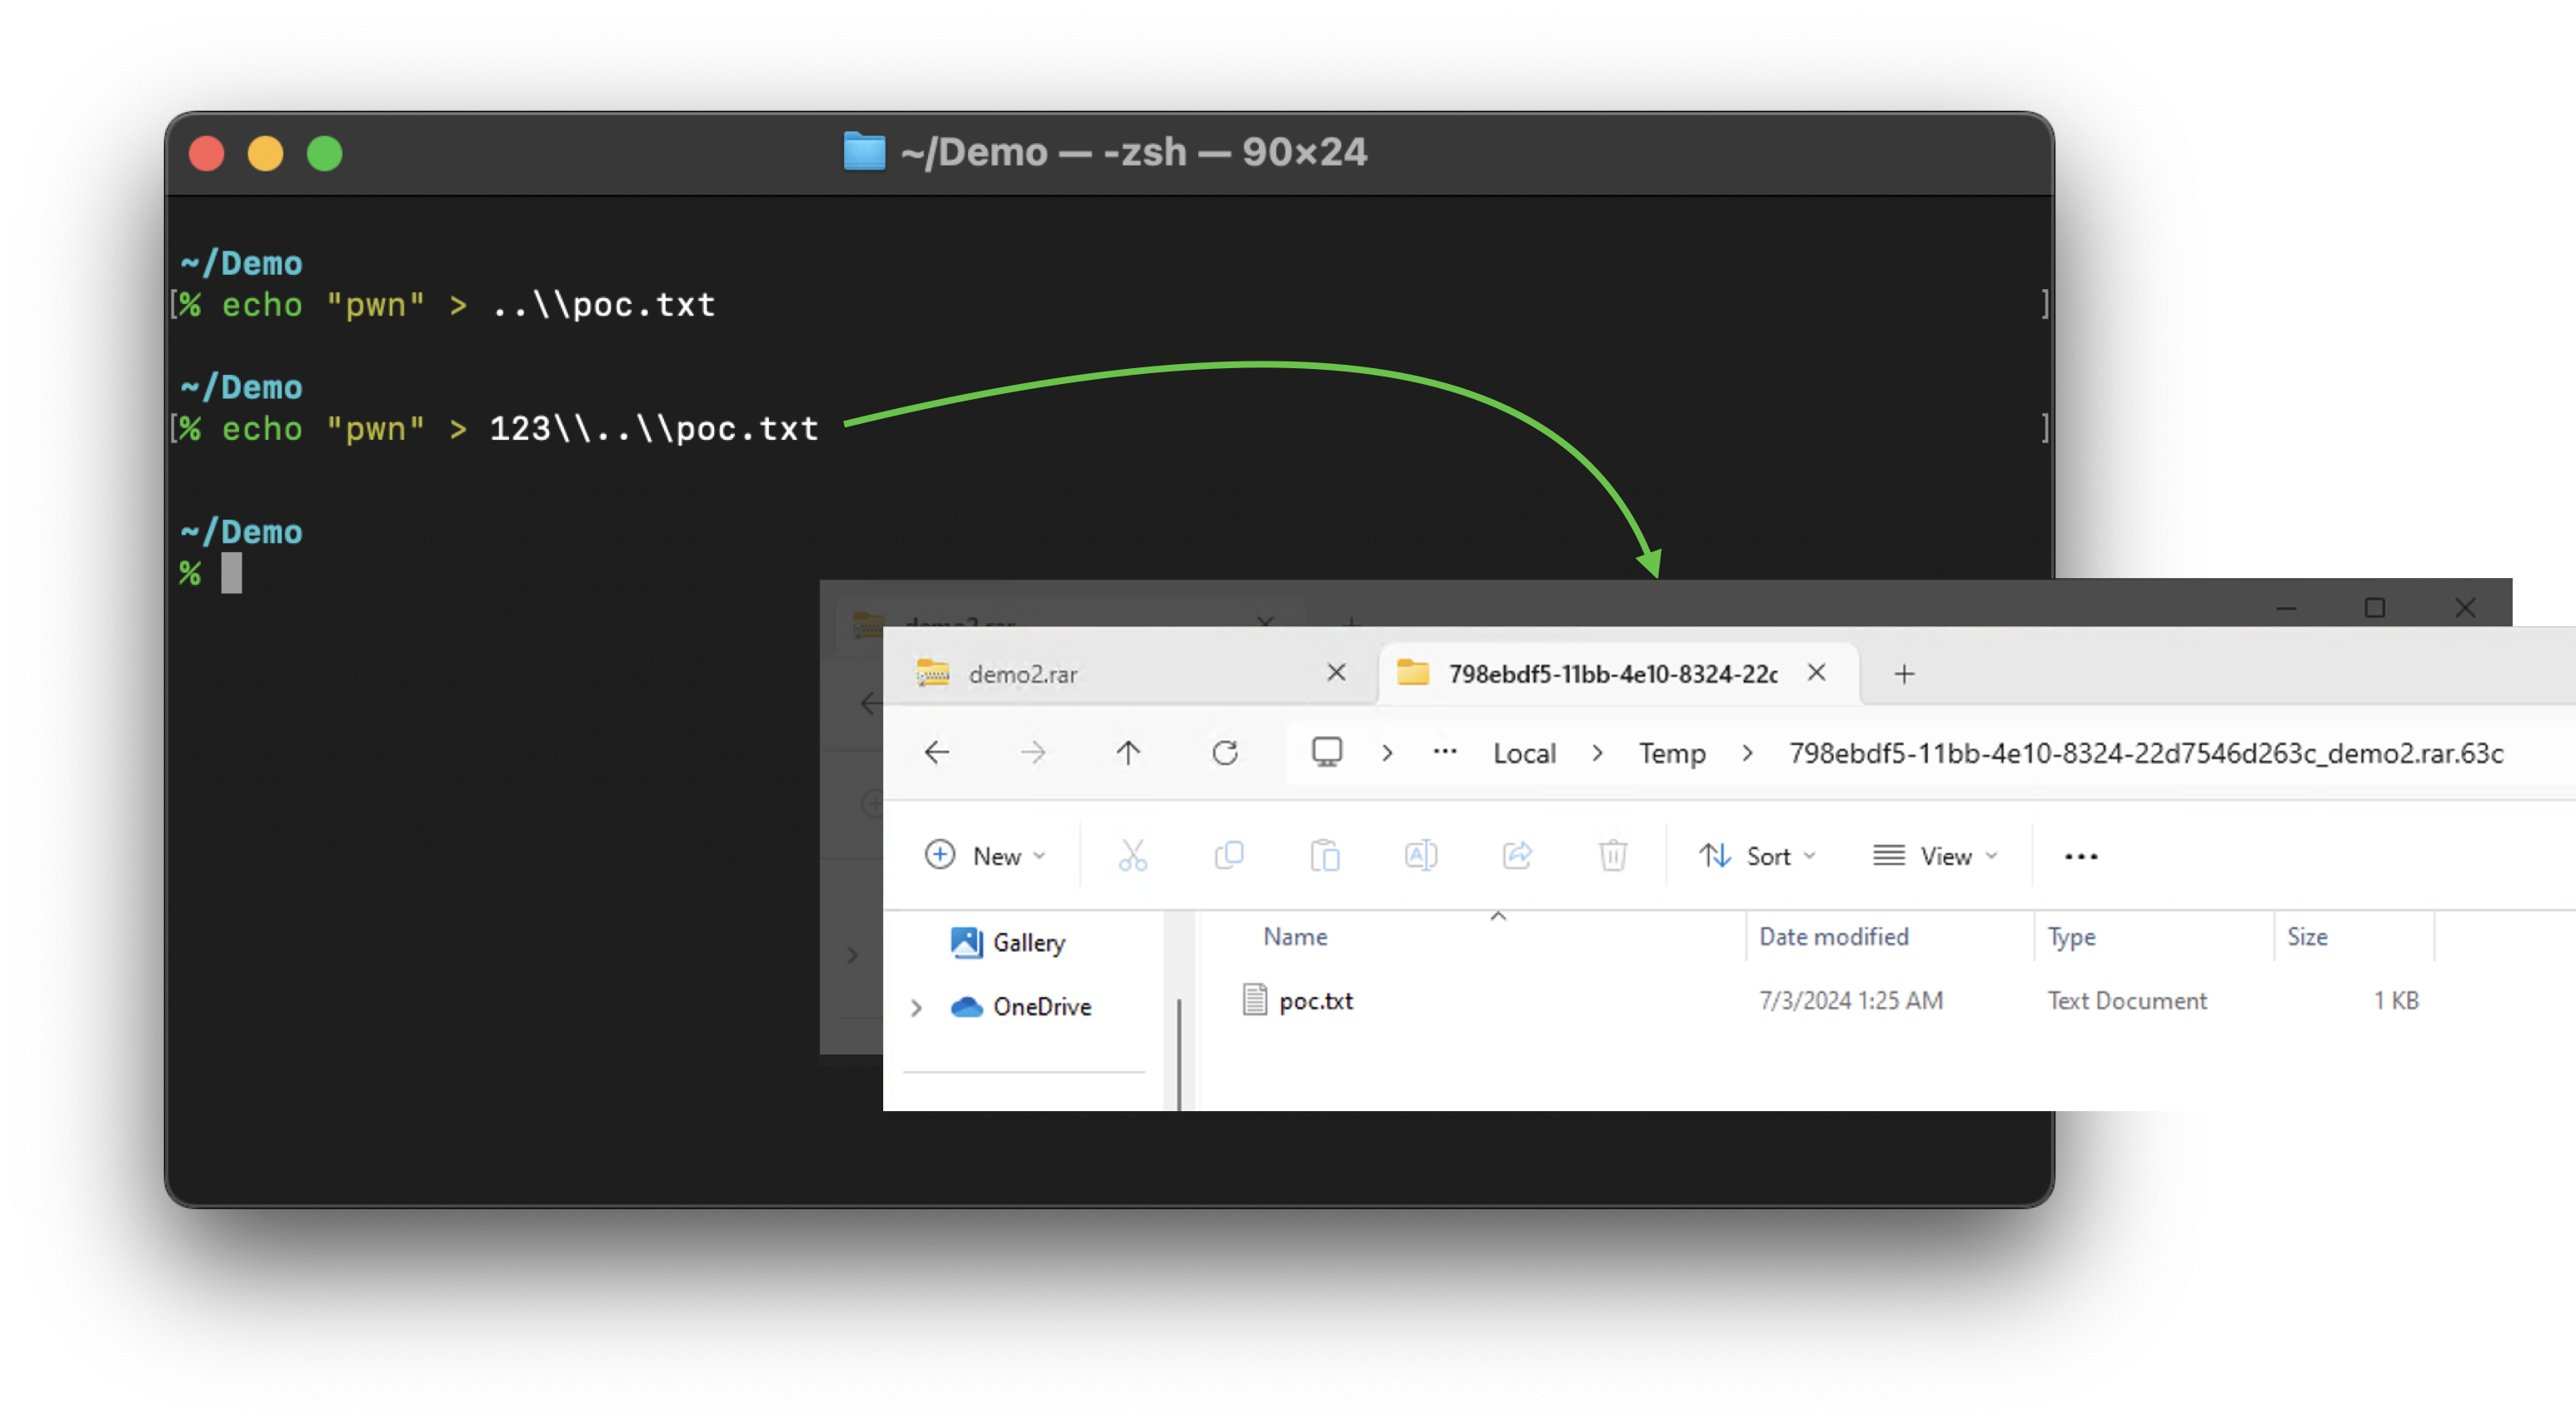 ~/Demo — -zsh — 90×24
~/Demo
[% echo "pwn" > ..\\poc.txt ]
~/Demo
[% echo "pwn" > 123\\..\\poc.txt ]
~/Demo
%
demo2.rar
demo2.rar 798ebdf5-11bb-4e10-8324-22c
Local > Temp > 798ebdf5-11bb-4e10-8324-22d7546d263c_demo2.rar.63c
New Sort View
Gallery
OneDrive
Name Date modified Type Size
poc.txt 7/3/2024 1:25 AM Text Document 1 KB